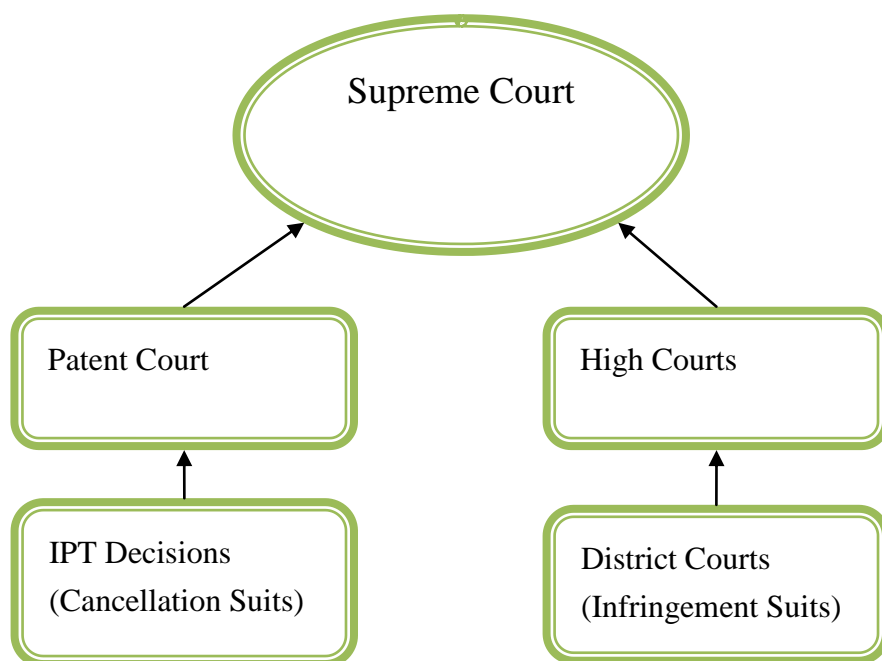 Supreme Court
Patent Court
High Courts
IPT Decisions
(Cancellation Suits)
District Courts
(Infringement Suits)